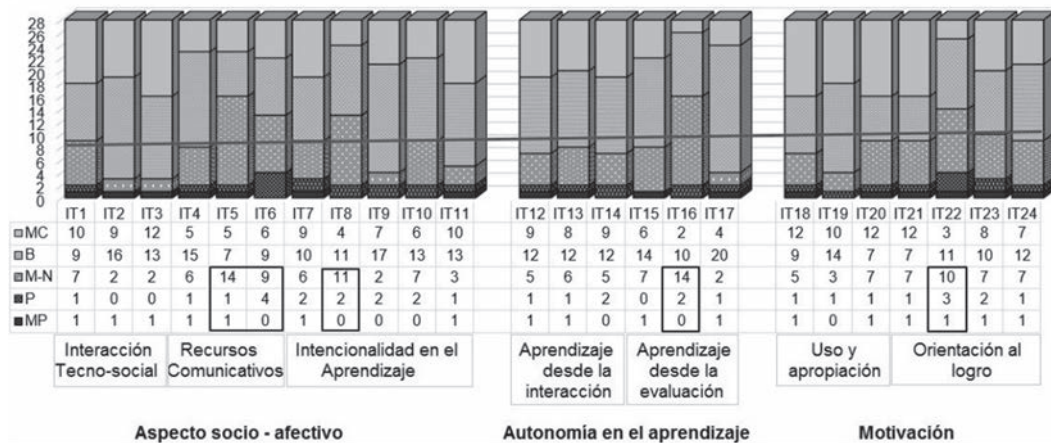 28
26
24
22
20
18
16
14
12
10
8
6
4
2
0
IT1 IT2 IT3 IT4 IT5 IT6 IT7 IT8 IT9 IT10 IT11 IT12 IT13 IT14 IT15 IT16 IT17 IT18 IT19 IT20 IT21 IT22 IT23 IT24
MC 10 9 12 5 5 6 9 4 7 6 10 9 8 9 6 2 4 12 10 12 12 3 8 7
B 9 16 13 15 7 9 10 11 17 13 13 12 12 12 14 10 20 9 14 7 7 11 10 12
M-N 7 2 2 6 14 9 6 11 2 7 3 5 6 5 7 14 2 5 3 7 7 10 7 7
P 1 0 0 1 1 4 2 2 2 2 1 1 1 2 0 2 1 1 1 1 1 3 2 1
MP 1 1 1 1 1 0 1 0 0 0 1 1 1 0 1 0 1 1 0 1 1 1 1 1
Interacción
Tecno-social
Recursos
Comunicativos
Intencionalidad en el
Aprendizaje
Aprendizaje
desde la
interacción
Aprendizaje
desde la
evaluación
Uso y
apropiación
Orientación al
logro
Aspecto socio - afectivo
Autonomía en el aprendizaje
Motivación